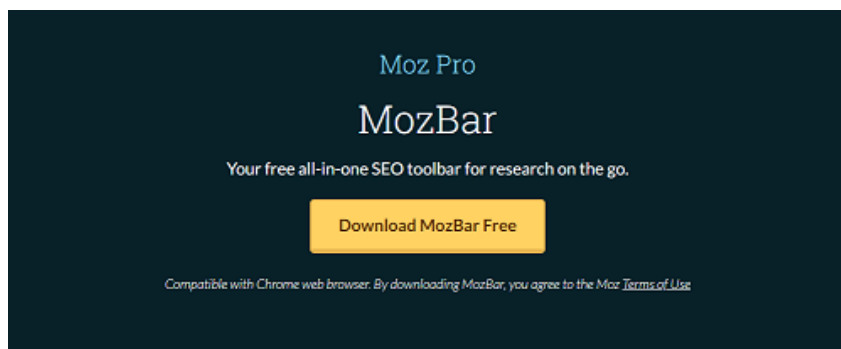 Moz Pro
MozBar
Your free all-in-one SEO toolbar for research on the go.
Download MozBar Free
Compatible with Chrome web browser. By downloading MozBar, you agree to the Moz Terms of Use